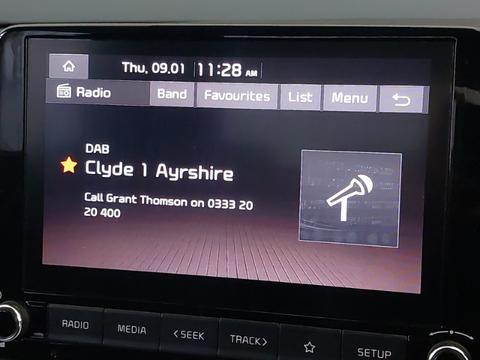 Thu, 09.01 11:28 AM
Radio Band Favourites List Menu
DAB
Clyde 1 Ayrshire
Call Grant Thomson on 0333 20
20 400
RADIO MEDIA <SEEK TRACK> SETUP